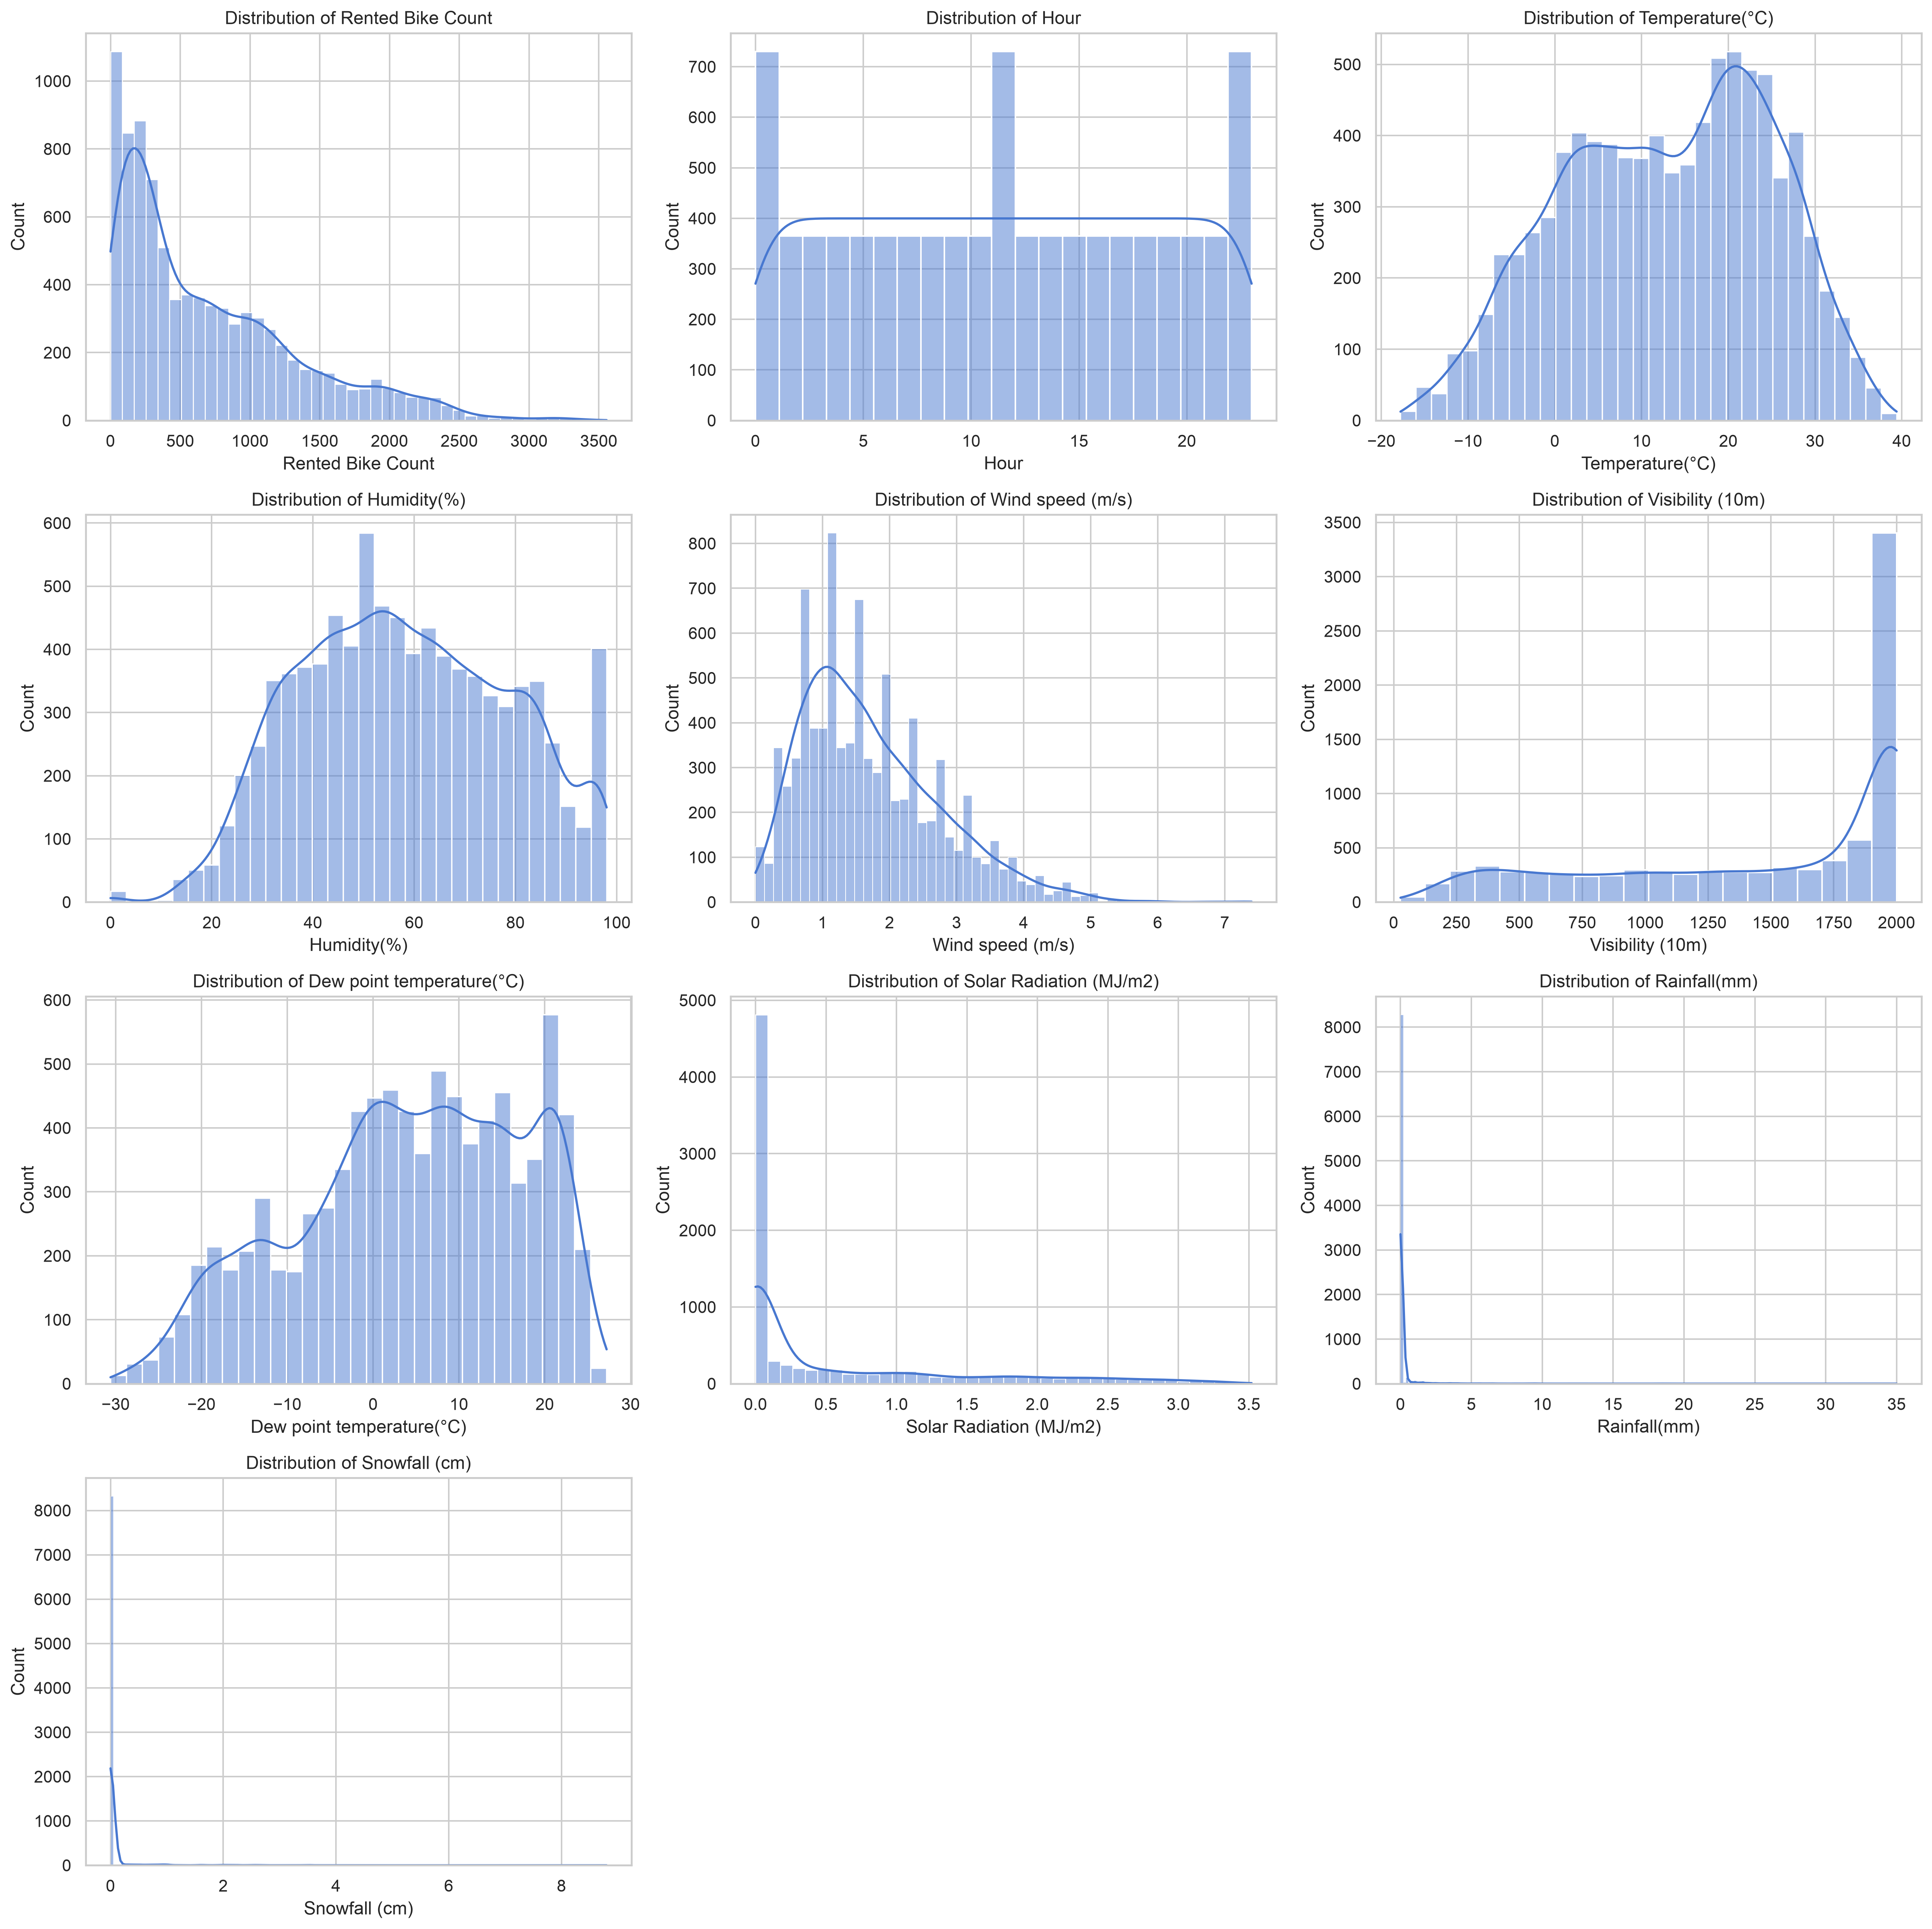 Distribution of Rented Bike Count
Count
1000
800
600
400
200
0
0 500 1000 1500 2000 2500 3000 3500
Rented Bike Count
Distribution of Hour
Count
700
600
500
400
300
200
100
0
0 5 10 15 20
Hour
Distribution of Temperature(°C)
Count
500
400
300
200
100
0
−20 −10 0 10 20 30 40
Temperature(°C)
Distribution of Humidity(%)
Count
600
500
400
300
200
100
0
0 20 40 60 80 100
Humidity(%)
Distribution of Wind speed (m/s)
Count
800
700
600
500
400
300
200
100
0
0 1 2 3 4 5 6 7
Wind speed (m/s)
Distribution of Visibility (10m)
Count
3500
3000
2500
2000
1500
1000
500
0
0 250 500 750 1000 1250 1500 1750 2000
Visibility (10m)
Distribution of Dew point temperature(°C)
Count
600
500
400
300
200
100
0
−30 −20 −10 0 10 20 30
Dew point temperature(°C)
Distribution of Solar Radiation (MJ/m2)
Count
5000
4000
3000
2000
1000
0
0.0 0.5 1.0 1.5 2.0 2.5 3.0 3.5
Solar Radiation (MJ/m2)
Distribution of Rainfall(mm)
Count
8000
7000
6000
5000
4000
3000
2000
1000
0
0 5 10 15 20 25 30 35
Rainfall(mm)
Distribution of Snowfall (cm)
Count
8000
7000
6000
5000
4000
3000
2000
1000
0
0 2 4 6 8
Snowfall (cm)